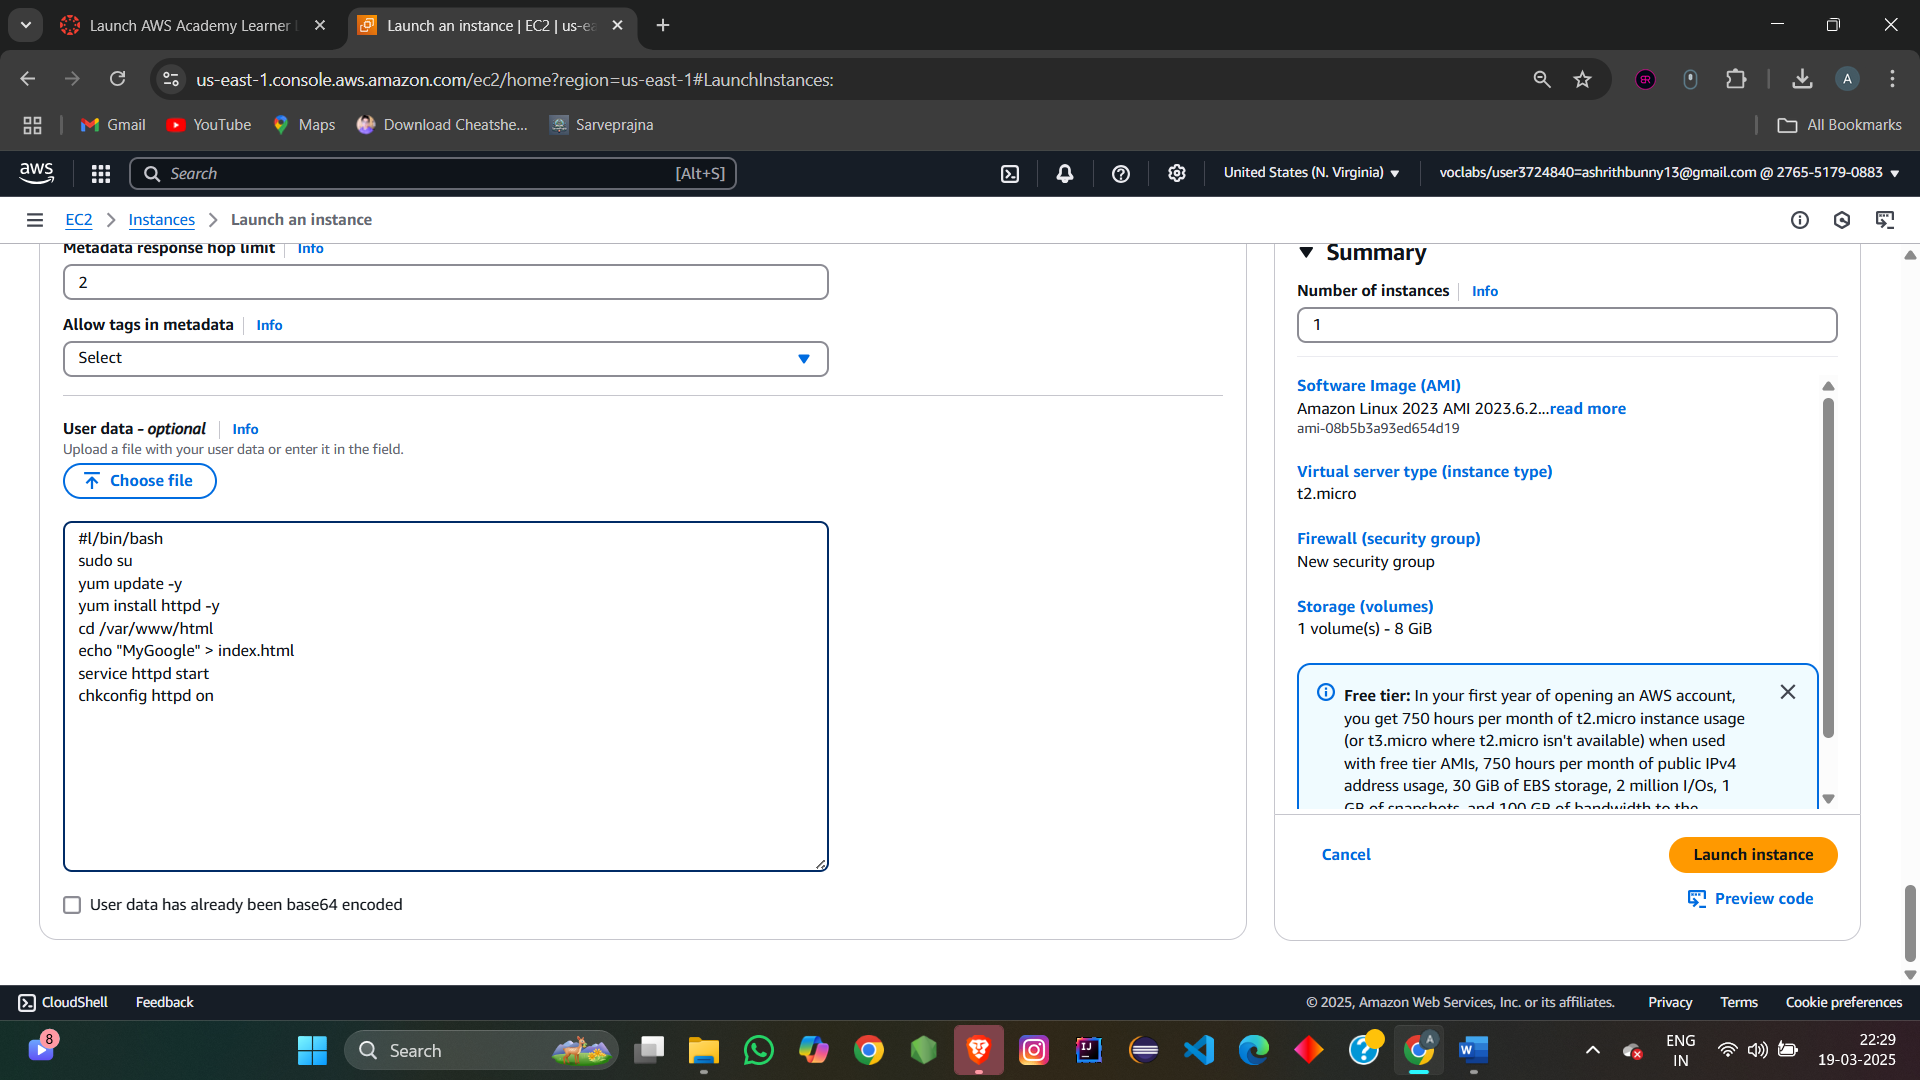 Launch AWS Academy Learner L
Launch an instance | EC2 | us-ea
us-east-1.console.aws.amazon.com/ec2/home?region=us-east-1#LaunchInstances:
A
Gmail
YouTube
Maps
Download Cheatshe...
Sarveprajna
All Bookmarks
aws
Search
[Alt+S]
United States (N. Virginia)
voclabs/user3724840=ashrithbunny13@gmail.com @ 2765-5179-0883
EC2
Instances
Launch an instance
Metadata response hop limit
Info
2
Allow tags in metadata
Info
Select
User data - optional
Info
Upload a file with your user data or enter it in the field.
Choose file
#l/bin/bash
sudo su
yum update -y
yum install httpd -y
cd /var/www/html
echo "MyGoogle" > index.html
service httpd start
chkconfig httpd on
User data has already been base64 encoded
Summary
Number of instances
Info
1
Software Image (AMI)
Amazon Linux 2023 AMI 2023.6.2...read more
ami-08b5b3a93ed654d19
Virtual server type (instance type)
t2.micro
Firewall (security group)
New security group
Storage (volumes)
1 volume(s) - 8 GiB
Free tier: In your first year of opening an AWS account,
you get 750 hours per month of t2.micro instance usage
(or t3.micro where t2.micro isn't available) when used
with free tier AMIs, 750 hours per month of public IPv4
address usage, 30 GiB of EBS storage, 2 million I/Os, 1
GB of snapshots, and 100 GB of bandwidth to the
Cancel
Launch instance
Preview code
CloudShell
Feedback
© 2025, Amazon Web Services, Inc. or its affiliates.
Privacy
Terms
Cookie preferences
8
Search
ENG
IN
22:29
19-03-2025